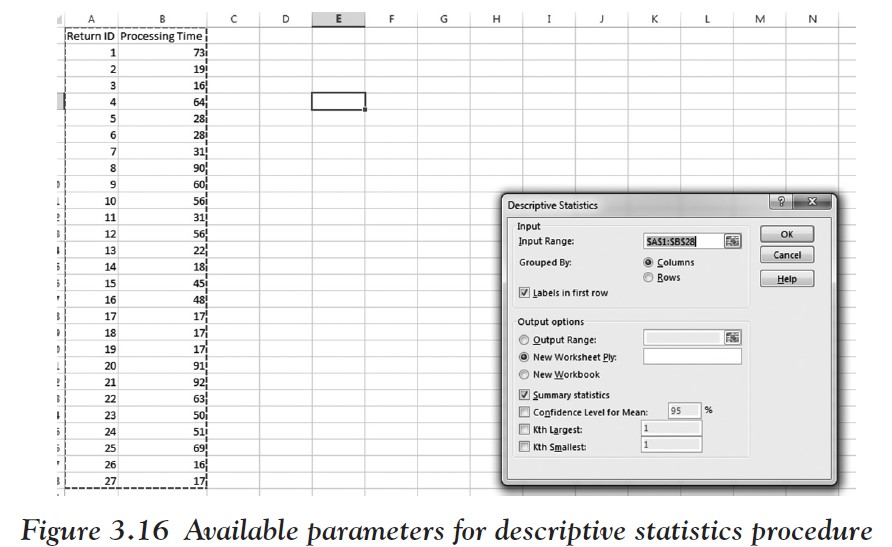 A B C D E F G H I J K L M N
Return ID Processing Time
1 73
2 19
3 16
4 64
5 28
6 28
7 31
8 90
9 60
10 56
11 31
12 56
13 22
14 18
15 45
16 48
17 17
18 17
19 17
20 91
21 92
22 63
23 50
24 51
25 69
26 16
27 17
Descriptive Statistics
? X
Input
Input Range: $A$1:$B$28
Grouped By: Columns
Rows
Labels in first row
OK
Cancel
Help
Output options
Output Range:
New Worksheet Ply:
New Workbook
Summary statistics
Confidence Level for Mean: 95 %
Kth Largest: 1
Kth Smallest: 1
Figure 3.16 Available parameters for descriptive statistics procedure